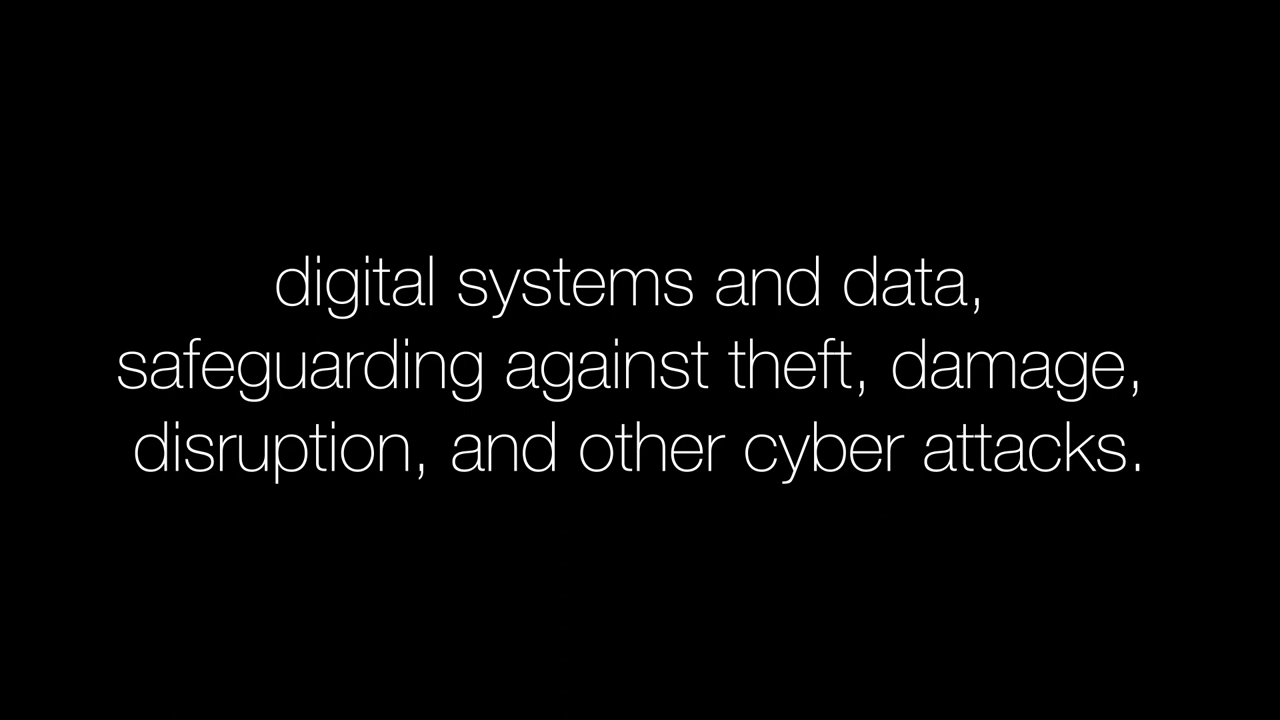 digital systems and data,
safeguarding against theft, damage,
disruption, and other cyber attacks.